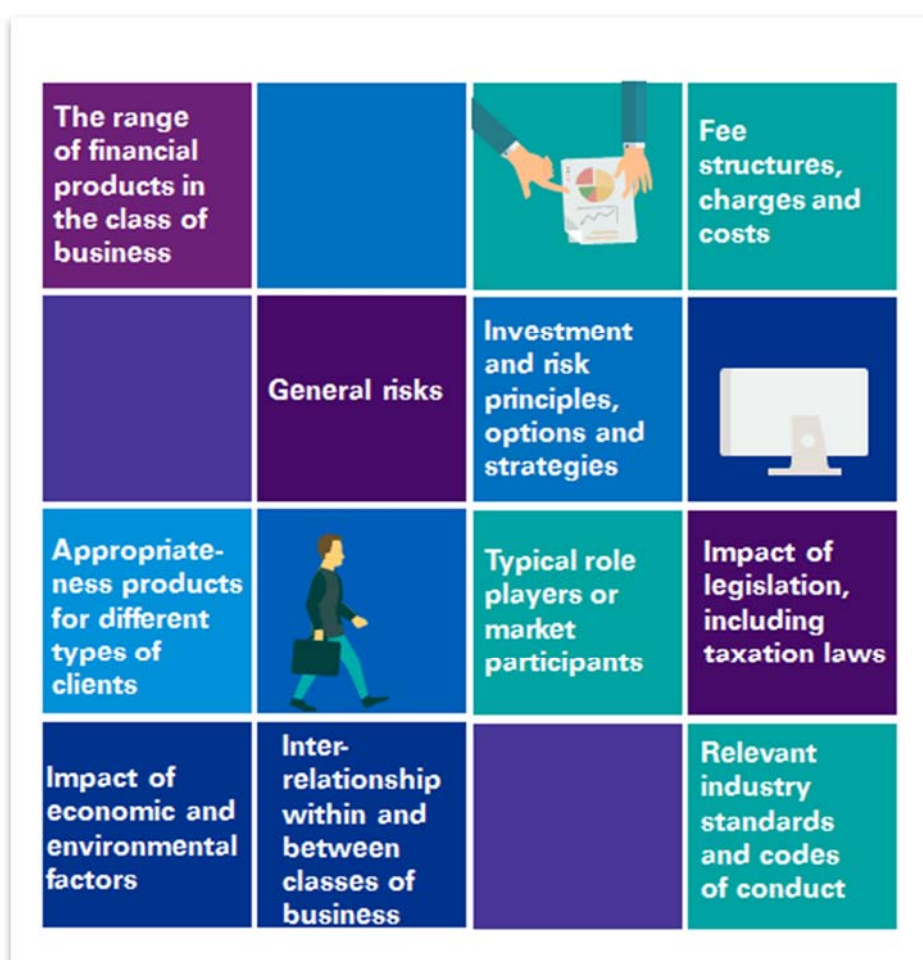 The range
of financial
products in
the class of
business
Fee
structures,
charges and
costs
General risks
Investment
and risk
principles,
options and
strategies
Appropriate-
ness products
for different
types of
clients
Typical role
players or
market
participants
Impact of
legislation,
including
taxation laws
Impact of
economic and
environmental
factors
Inter-
relationship
within and
between
classes of
business
Relevant
industry
standards
and codes
of conduct